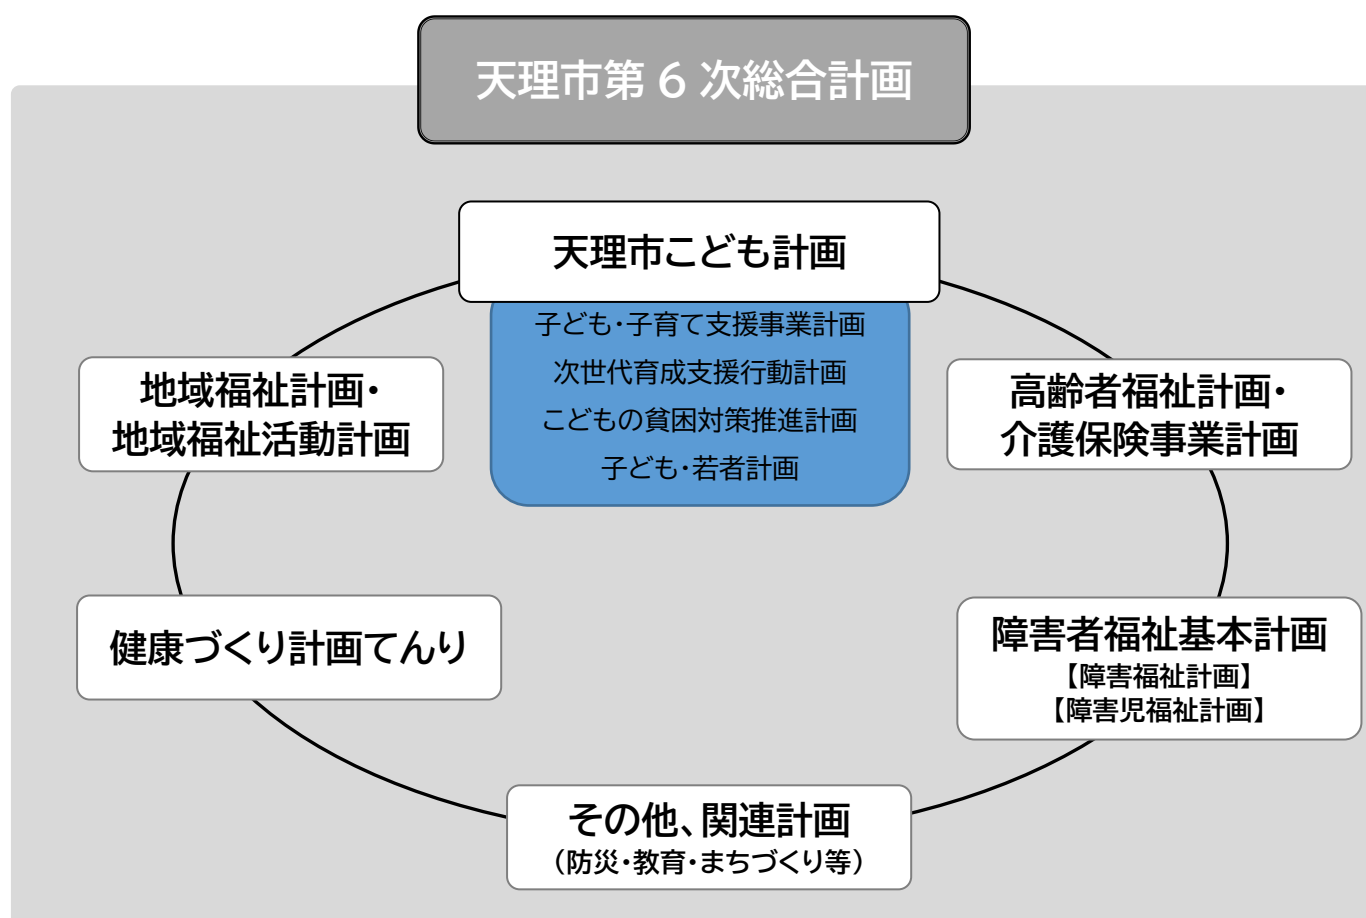 天理市第 6 次総合計画
天理市こども計画
子ども・子育て支援事業計画
次世代育成支援行動計画
こどもの貧困対策推進計画
子ども・若者計画
地域福祉計画・
地域福祉活動計画
高齢者福祉計画・
介護保険事業計画
健康づくり計画てんり
障害者福祉基本計画
【障害福祉計画】
【障害児福祉計画】
その他、関連計画
（防災・教育・まちづくり等）